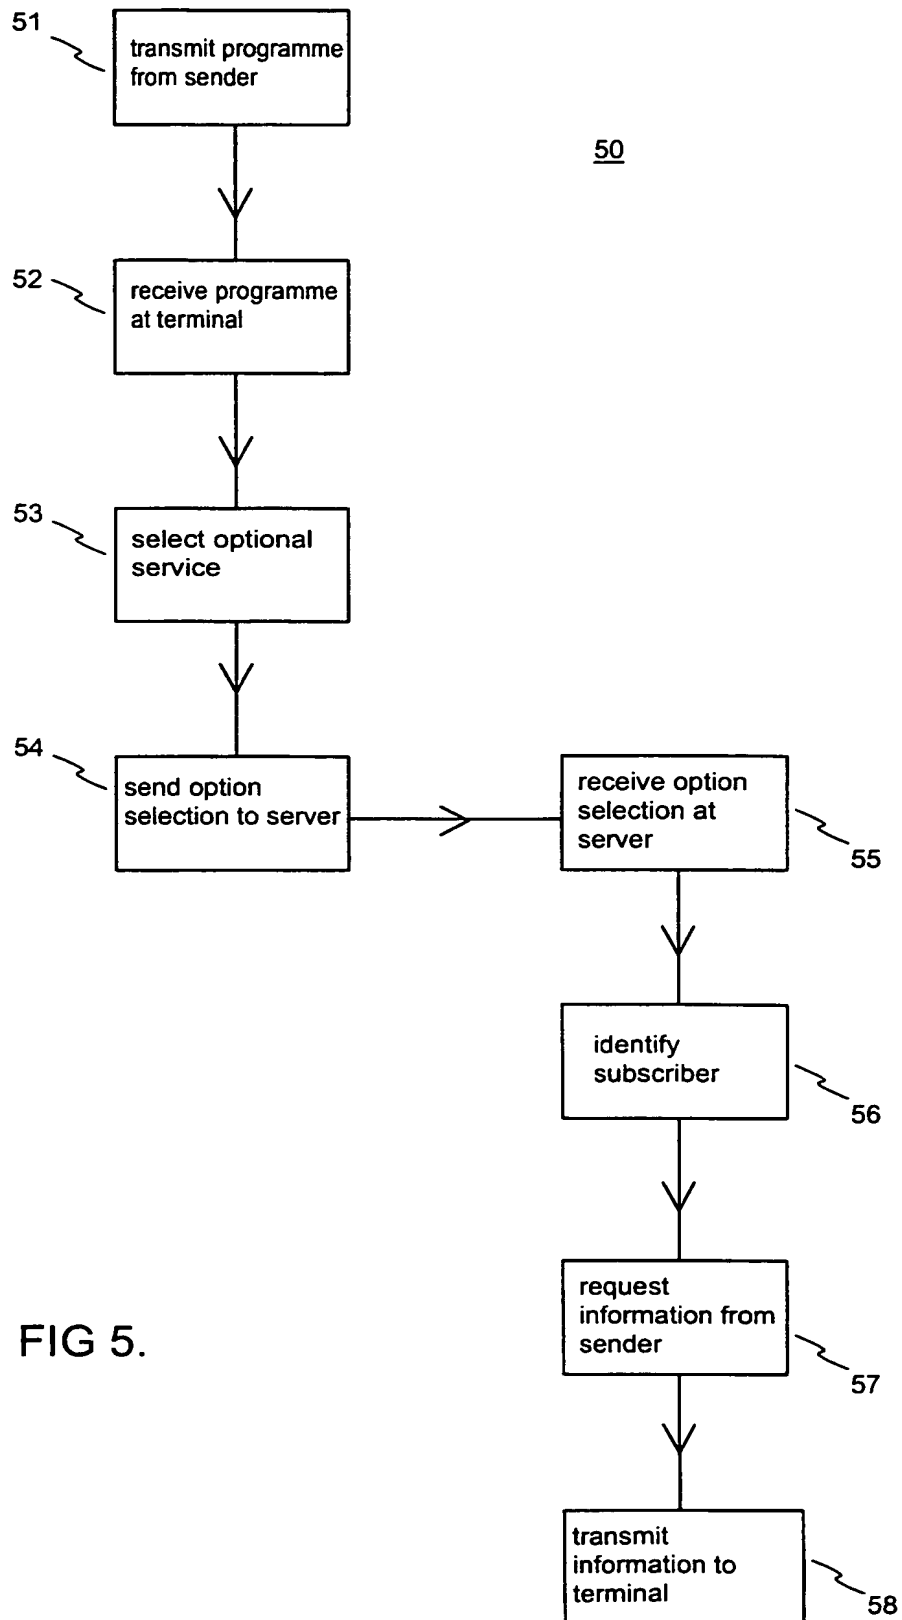 51
transmit programme
from sender
50
52
receive programme
at terminal
53
select optional
service
54
send option
selection to server
receive option
selection at
server
55
identify
subscriber
56
request
information from
sender
57
FIG 5.
transmit
information to
terminal
58